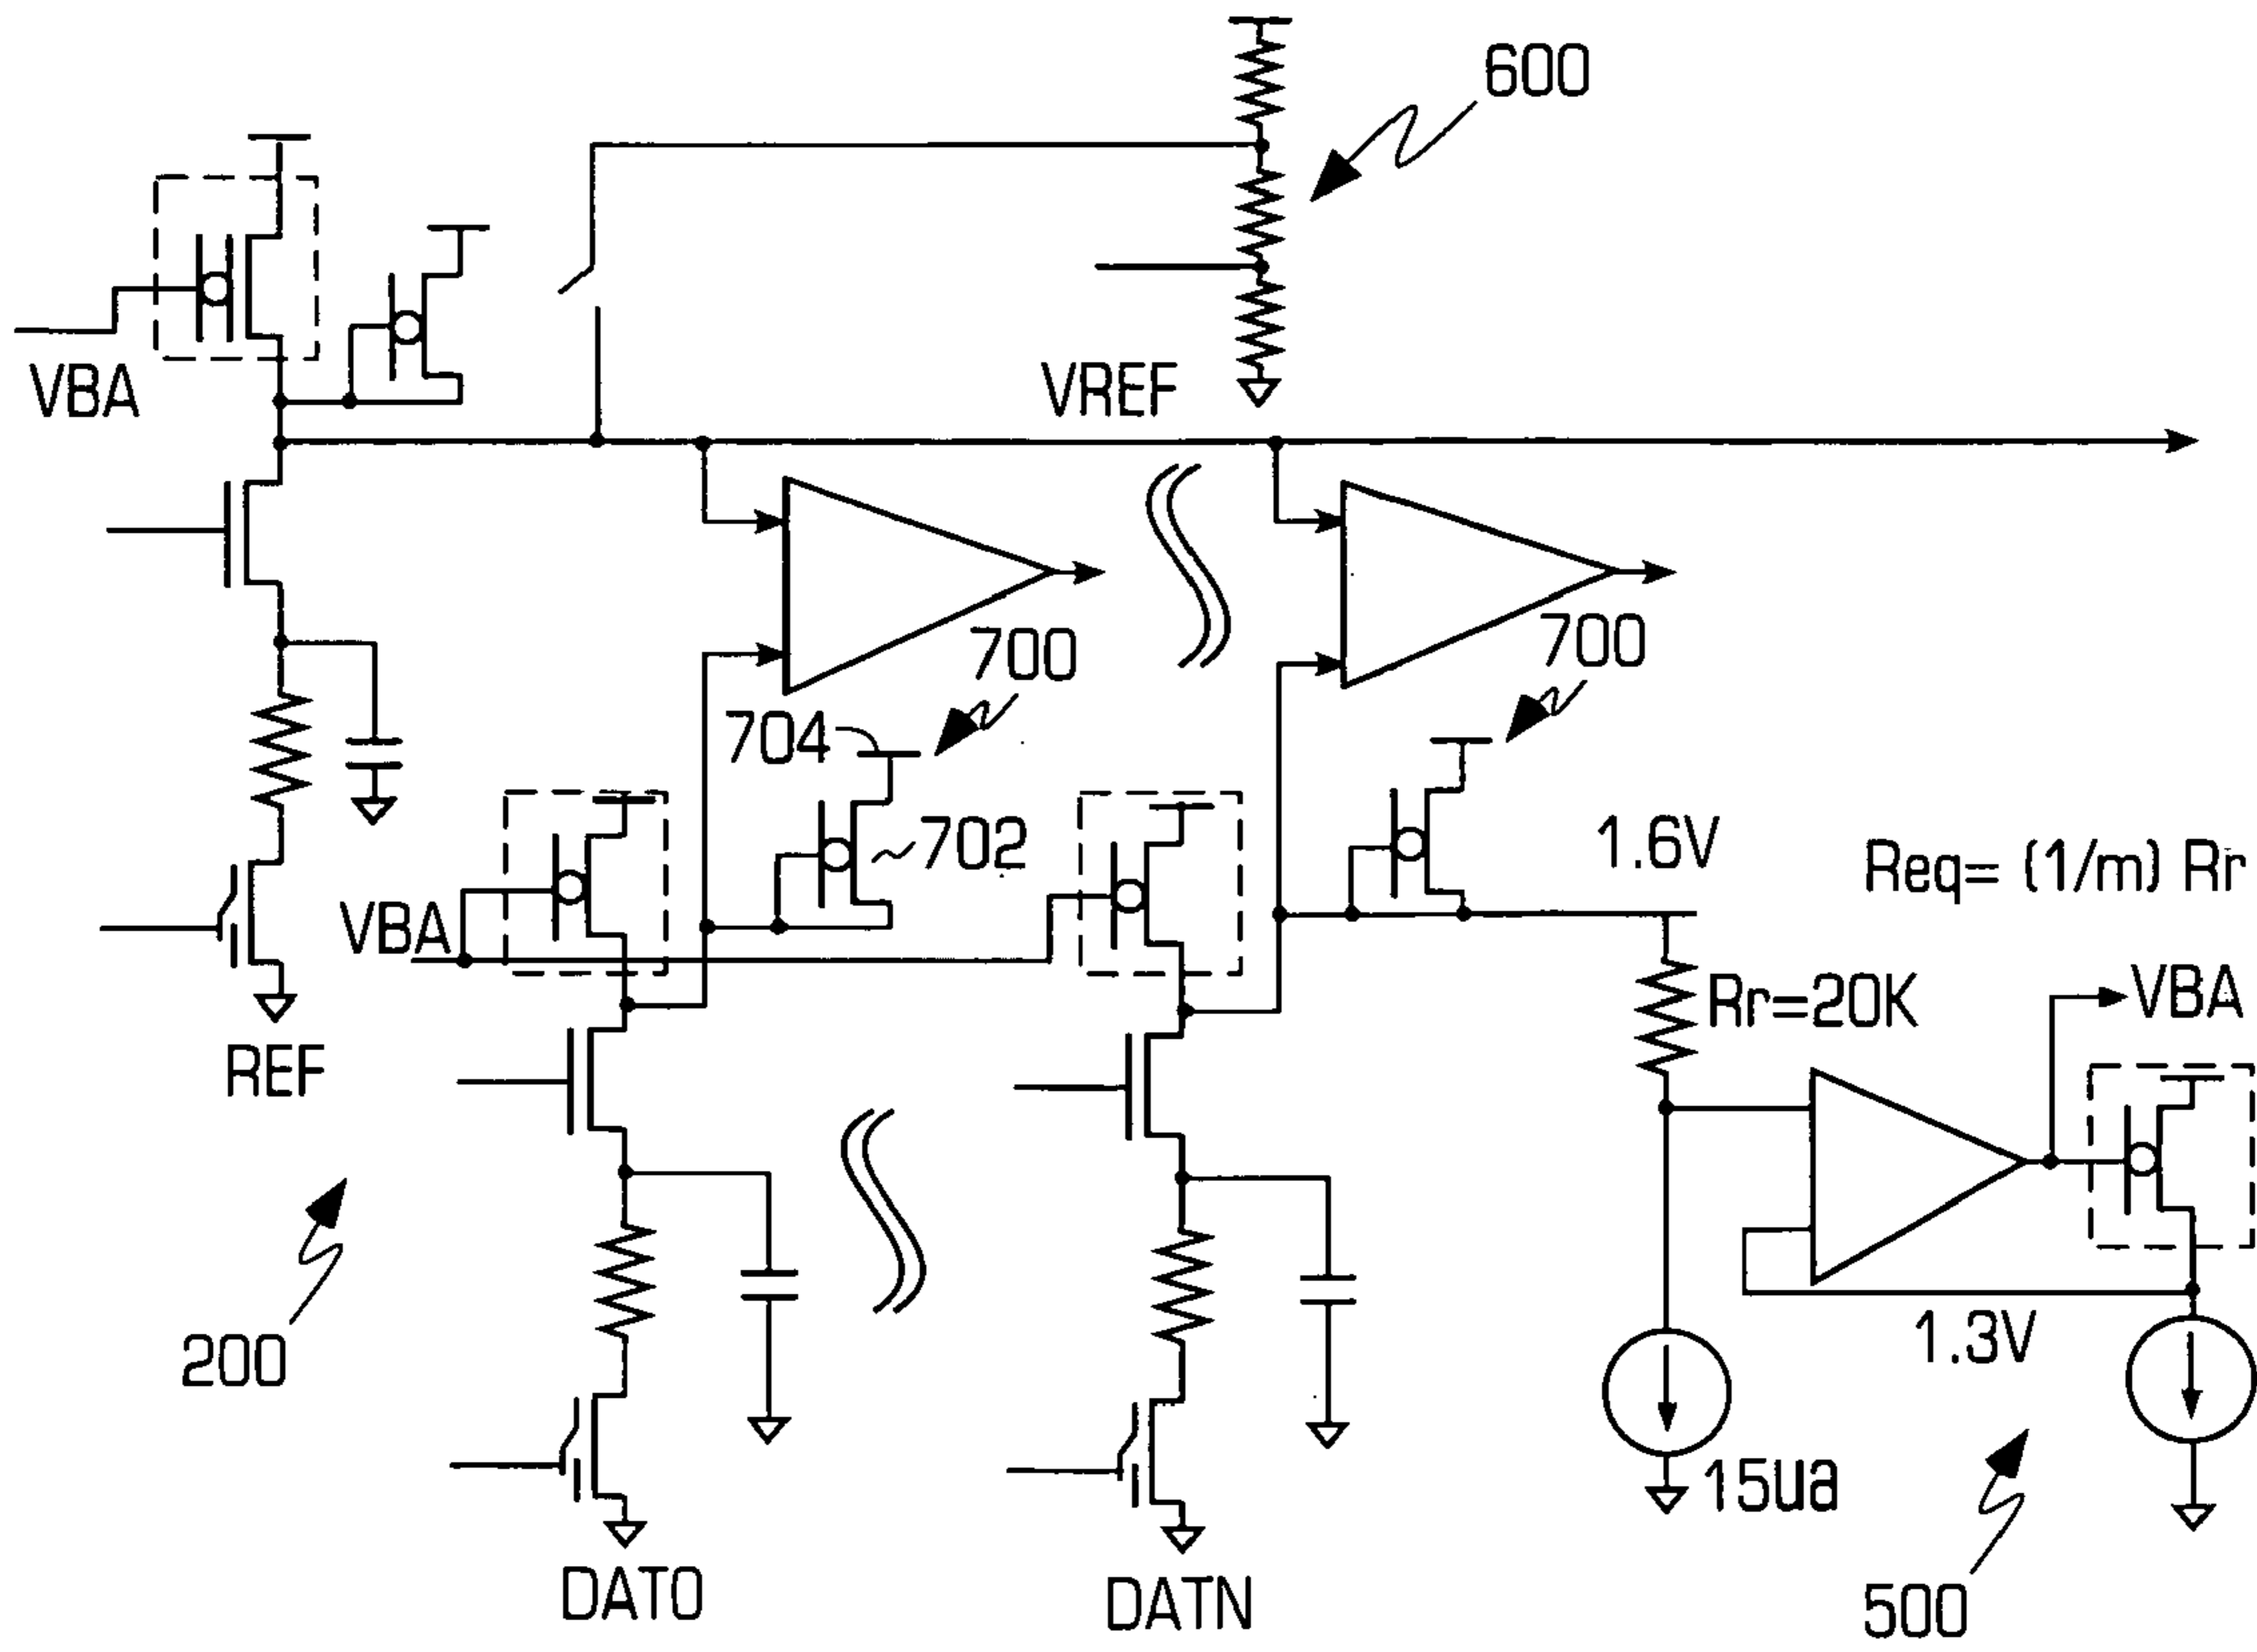 600
VBA
VREF
700
700
704
702
1.6V
Req= (1/m) Rr
VBA
Rr=20K
VBA
REF
200
1.3V
15ua
DAT0
DATN
500